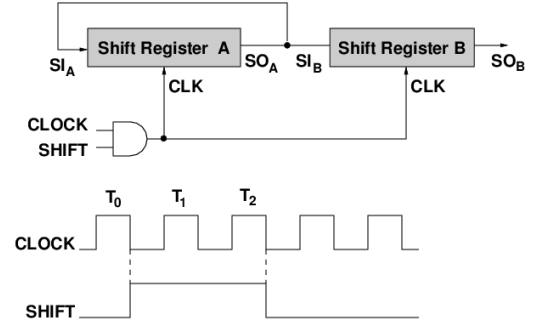 Shift Register A
Shift Register B
SI_A
SO_A
SI_B
SO_B
CLK
CLK
CLOCK
SHIFT
T_0
T_1
T_2
CLOCK
SHIFT